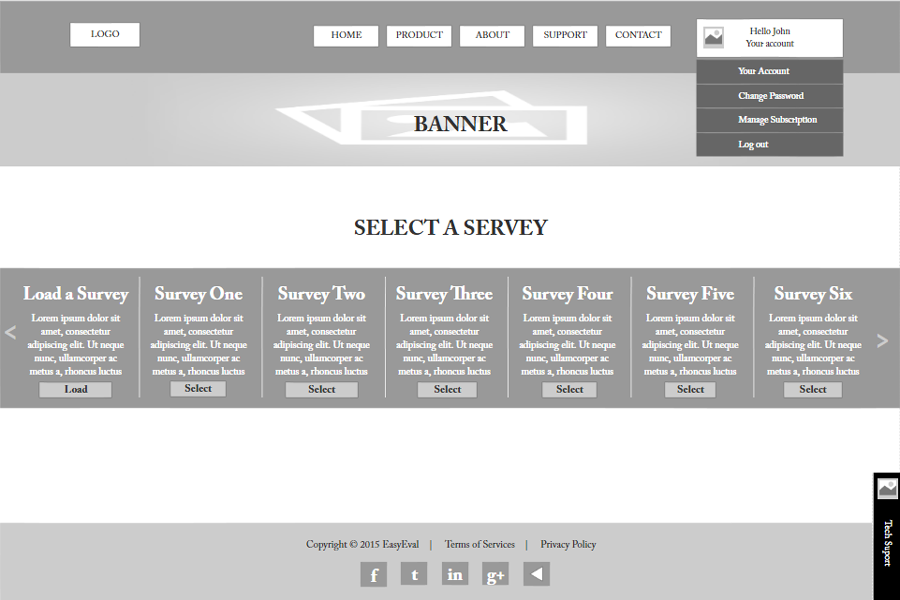 LOGO
HOME
PRODUCT
ABOUT
SUPPORT
CONTACT
Hello John
Your account
Your Account
Change Password
Manage Subscription
Log out
BANNER
SELECT A SERVEY
<
Load a Survey
Lorem ipsum dolor sit
amet, consectetur
adipiscing elit. Ut neque
nunc, ullamcorper ac
metus a, rhoncus luctus
Load
Survey One
Lorem ipsum dolor sit
amet, consectetur
adipiscing elit. Ut neque
nunc, ullamcorper ac
metus a, rhoncus luctus
Select
Survey Two
Lorem ipsum dolor sit
amet, consectetur
adipiscing elit. Ut neque
nunc, ullamcorper ac
metus a, rhoncus luctus
Select
Survey Three
Lorem ipsum dolor sit
amet, consectetur
adipiscing elit. Ut neque
nunc, ullamcorper ac
metus a, rhoncus luctus
Select
Survey Four
Lorem ipsum dolor sit
amet, consectetur
adipiscing elit. Ut neque
nunc, ullamcorper ac
metus a, rhoncus luctus
Select
Survey Five
Lorem ipsum dolor sit
amet, consectetur
adipiscing elit. Ut neque
nunc, ullamcorper ac
metus a, rhoncus luctus
Select
Survey Six
Lorem ipsum dolor sit
amet, consectetur
adipiscing elit. Ut neque
nunc, ullamcorper ac
metus a, rhoncus luctus
Select
>
Tech Suport
Copyright © 2015 EasyEval | Terms of Services | Privacy Policy
f t in g+